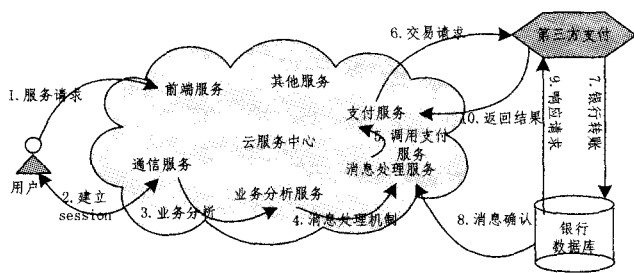 6.交易请求
第三方支付
1.服务请求
前端服务
其他服务
支付服务
10.返回结果
9.响应请求
7.银行转账
5.调用支付
服务
云服务中心
通信服务
消息处理服务
用户
2.建立
session
3.业务分析
业务分析服务
4.消息处理机制
8.消息确认
银行
数据库